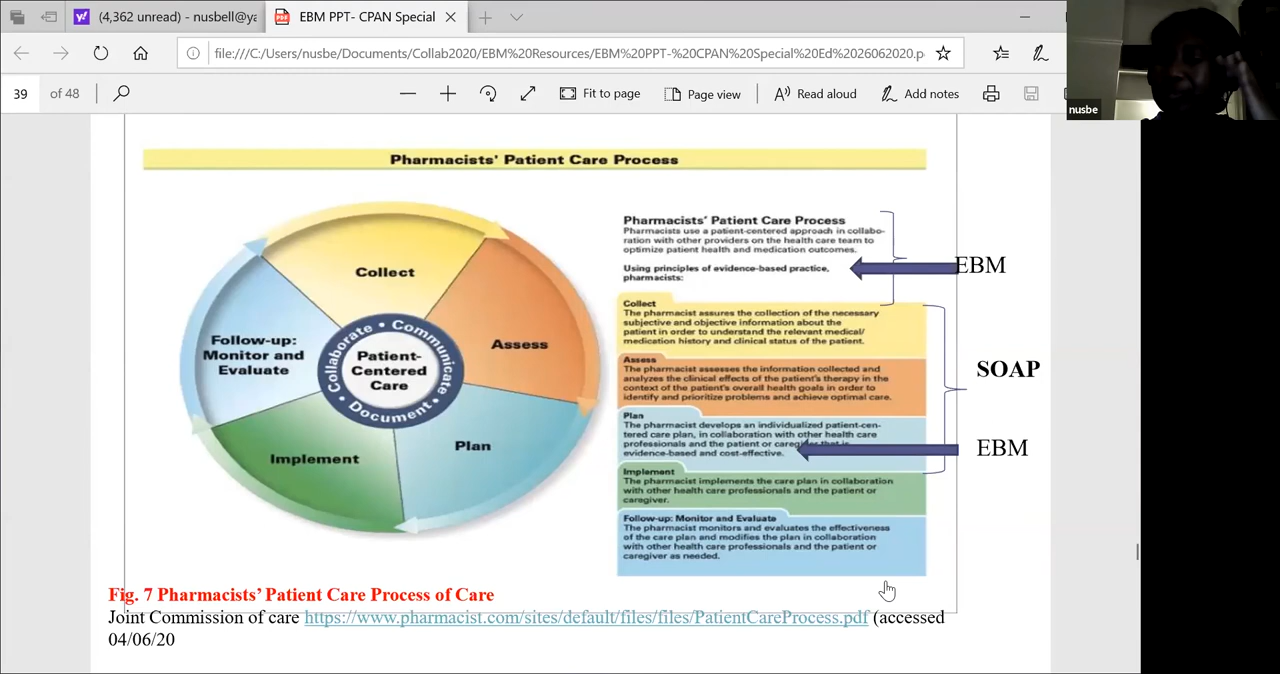 (4,362 unread) - nusbell@ya
EBM PPT- CPAN Special
file:///C:/Users/nusbe/Documents/Collab2020/EBM%20Resources/EBM%20PPT-%20CPAN%20Special%20Ed%2026062020.p
39 of 48
Fit to page
Page view
Read aloud
Add notes
nusbe
Pharmacists' Patient Care Process
Collect
Assess
Plan
Implement
Follow-up:
Monitor and
Evaluate
Collaborate • Communicate • Document •
Patient-
Centered
Care
Pharmacists' Patient Care Process
Pharmacists use a patient-centered approach in collabo-
ration with other providers on the health care team to
optimize patient health and medication outcomes.
Using principles of evidence-based practice,
pharmacists:
EBM
Collect
The pharmacist assures the collection of the necessary
subjective and objective information about the
patient in order to understand the relevant medical/
medication history and clinical status of the patient.
Assess
The pharmacist assesses the information collected and
analyzes the clinical effects of the patient's therapy in the
context of the patient's overall health goals in order to
identify and prioritize problems and achieve optimal care.
SOAP
Plan
The pharmacist develops an individualized patient-cen-
tered care plan, in collaboration with other health care
professionals and the patient or that is
evidence-based and cost-effective.
EBM
Implement
The pharmacist implements the care plan in collaboration
with other health care professionals and the patient or
caregiver.
Follow-up: Monitor and Evaluate
The pharmacist monitors and evaluates the effectiveness
of the care plan and modifies the plan in collaboration
with other health care professionals and the patient or
caregiver as needed.
Fig. 7 Pharmacists' Patient Care Process of Care
Joint Commission of care https://www.pharmacist.com/sites/default/files/files/PatientCareProcess.pdf (accessed
04/06/20